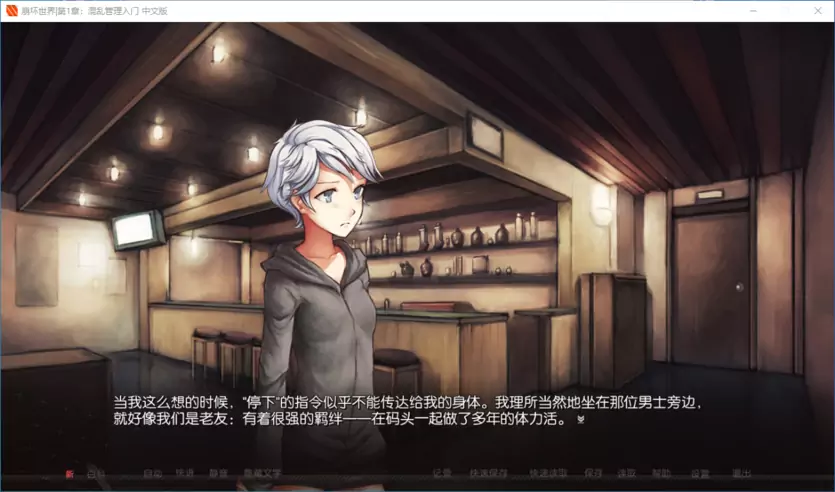 崩坏世界|第1章：混乱管理入门 中文版
当我这么想的时候，“停下”的指令似乎不能传达给我的身体。我理所当然地坐在那位男士旁边，
就好像我们是老友：有着很强的羁绊——在码头一起做了多年的体力活。
自动 快进 静音 隐藏文字 记录 快速保存 快速读取 保存 读取 帮助 设置 退出